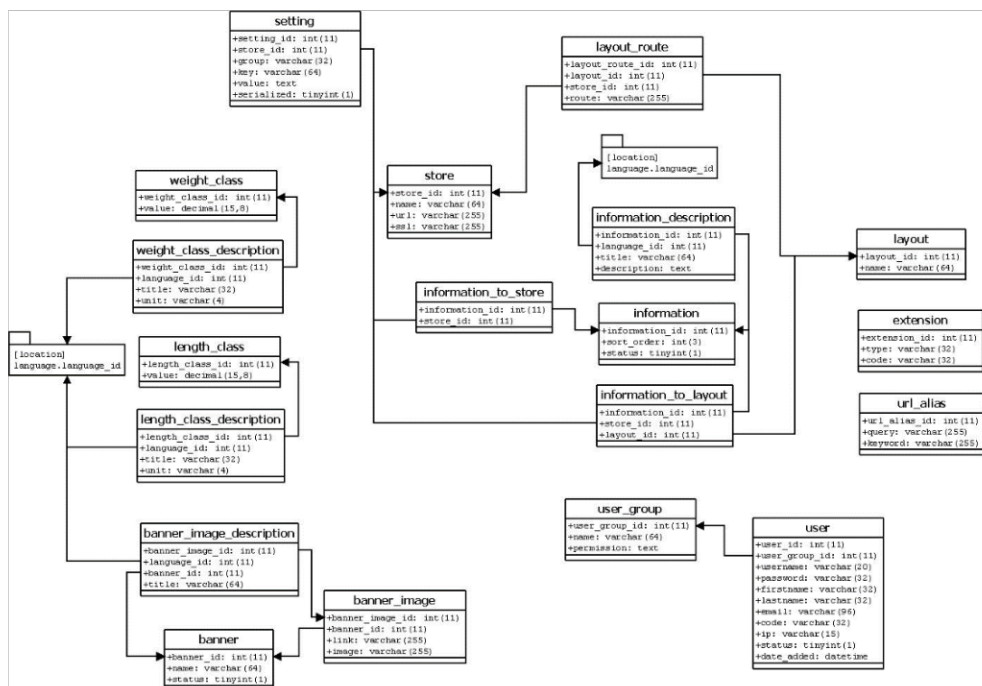 setting
+setting_id: int(11)
+store_id: int(11)
+group: varchar(32)
+key: varchar(64)
+value: text
+serialized: tinyint(1)
layout_route
+layout_route_id: int(11)
+layout_id: int(11)
+store_id: int(11)
+route: varchar(255)
[location]
language.language_id
store
+store_id: int(11)
+name: varchar(64)
+url: varchar(255)
+ssl: varchar(255)
weight_class
+weight_class_id: int(11)
+value: decimal(15,8)
information_description
+information_id: int(11)
+language_id: int(11)
+title: varchar(64)
+description: text
layout
+layout_id: int(11)
+name: varchar(64)
weight_class_description
+weight_class_id: int(11)
+language_id: int(11)
+title: varchar(32)
+unit: varchar(4)
information_to_store
+information_id: int(11)
+store_id: int(11)
information
+information_id: int(11)
+sort_order: int(3)
+status: tinyint(1)
extension
+extension_id: int(11)
+type: varchar(32)
+code: varchar(32)
[location]
language.language_id
length_class
+length_class_id: int(11)
+value: decimal(15,8)
information_to_layout
+information_id: int(11)
+store_id: int(11)
+layout_id: int(11)
url_alias
+url_alias_id: int(11)
+query: varchar(255)
+keyword: varchar(255)
length_class_description
+length_class_id: int(11)
+language_id: int(11)
+title: varchar(32)
+unit: varchar(4)
user_group
+user_group_id: int(11)
+name: varchar(64)
+permission: text
user
+user_id: int(11)
+user_group_id: int(11)
+username: varchar(20)
+password: varchar(32)
+firstname: varchar(32)
+lastname: varchar(32)
+email: varchar(96)
+code: varchar(32)
+ip: varchar(15)
+status: tinyint(1)
+date_added: datetime
banner_image_description
+banner_image_id: int(11)
+language_id: int(11)
+banner_id: int(11)
+title: varchar(64)
banner_image
+banner_image_id: int(11)
+banner_id: int(11)
+link: varchar(255)
+image: varchar(255)
banner
+banner_id: int(11)
+name: varchar(64)
+status: tinyint(1)